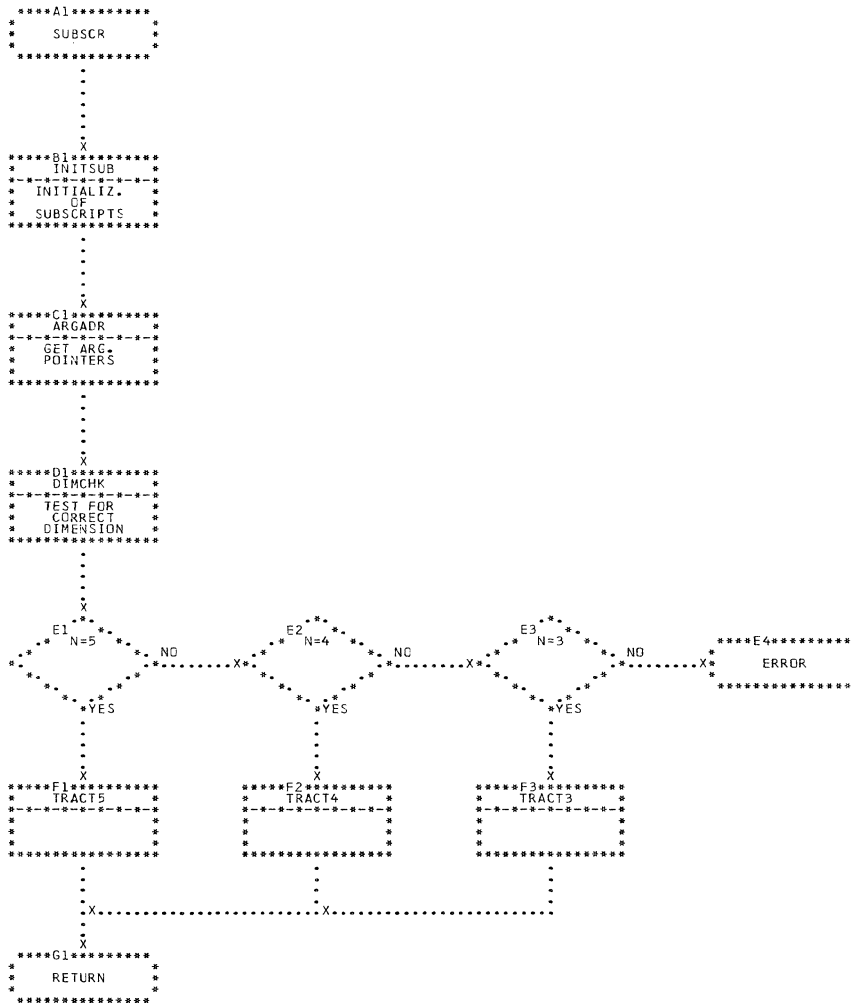 A1
SUBSCR
B1
INITSUB
INITIALIZ.
OF
SUBSCRIPTS
C1
ARGADR
GET ARG.
POINTERS
D1
DIMCHK
TEST FOR
CORRECT
DIMENSION
E1
N=5
NO
YES
E2
N=4
NO
YES
E3
N=3
NO
YES
E4
ERROR
F1
TRACT5
F2
TRACT4
F3
TRACT3
G1
RETURN